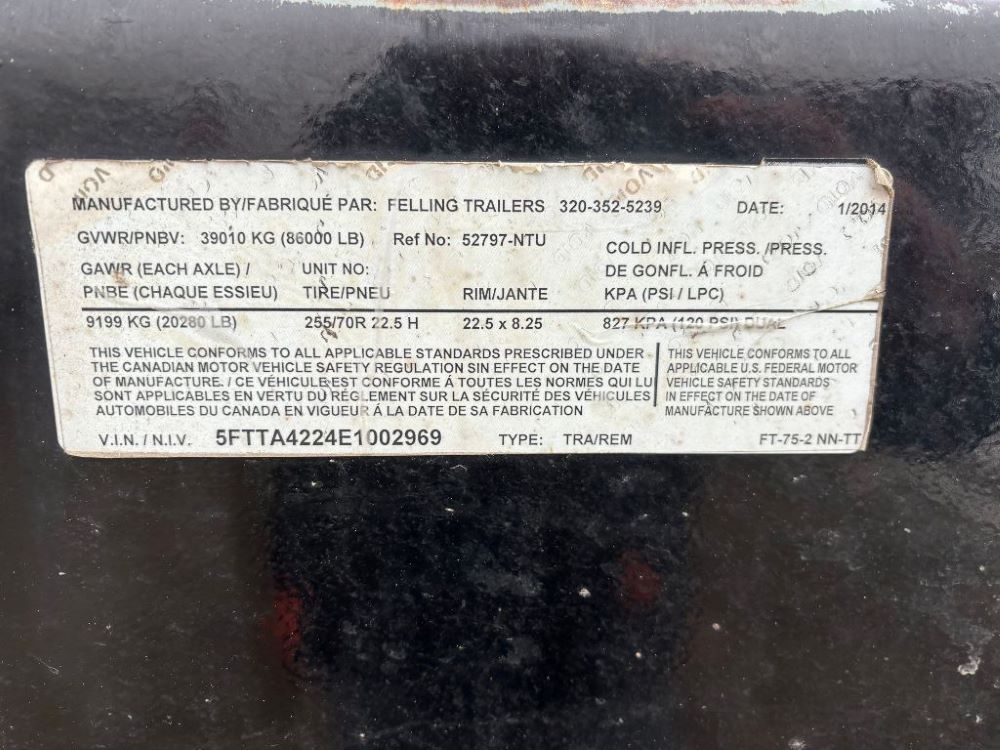 MANUFACTURED BY/FABRIQUÉ PAR: FELLING TRAILERS 320-352-5239 DATE: 1/2014
GVWR/PNBV: 39010 KG (86000 LB) Ref No: 52797-NTU
COLD INFL. PRESS. /PRESS.
GAWR (EACH AXLE) / UNIT NO: DE GONFL. Á FROID
PNBE (CHAQUE ESSIEU) TIRE/PNEU RIM/JANTE KPA (PSI / LPC)
9199 KG (20280 LB) 255/70R 22.5 H 22.5 x 8.25 827 KPA (120 PSI) DUAL
THIS VEHICLE CONFORMS TO ALL APPLICABLE STANDARDS PRESCRIBED UNDER
THE CANADIAN MOTOR VEHICLE SAFETY REGULATION SIN EFFECT ON THE DATE
OF MANUFACTURE. / CE VÉHICULE EST CONFORME Á TOUTES LES NORMES QUI LU
SONT APPLICABLES EN VERTU DU RÉGLEMENT SUR LA SÉCURITÉ DES VÉHICULES
AUTOMOBILES DU CANADA EN VIGUEUR Á LA DATE DE SA FABRICATION
THIS VEHICLE CONFORMS TO ALL
APPLICABLE U.S. FEDERAL MOTOR
VEHICLE SAFETY STANDARDS
IN EFFECT ON THE DATE OF
MANUFACTURE SHOWN ABOVE
V.I.N. / N.I.V. 5FTTA4224E1002969 TYPE: TRA/REM FT-75-2 NN-TT